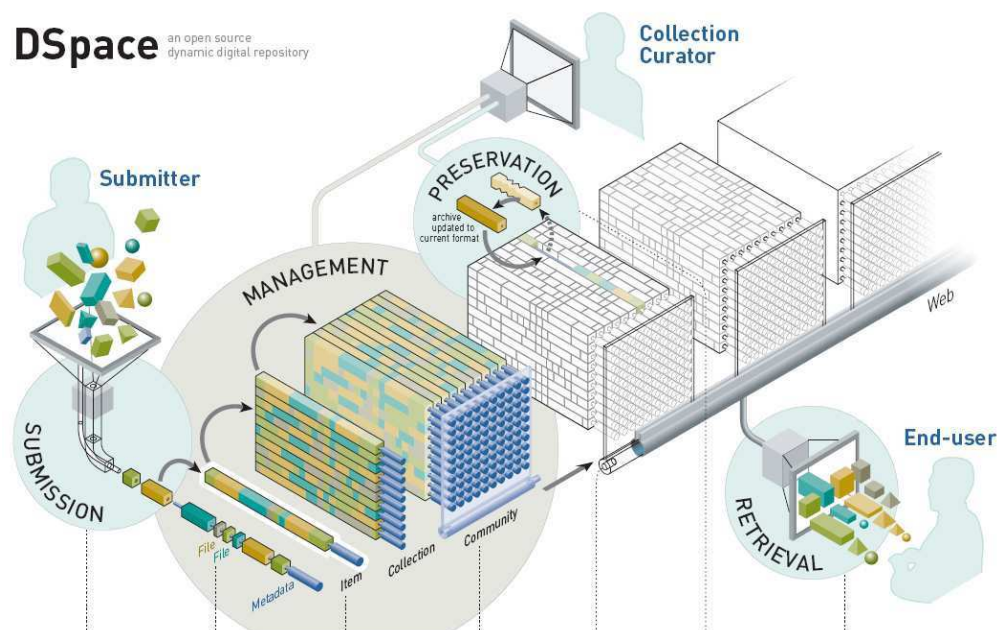 DSpace
an open source
dynamic digital repository
Collection
Curator
Submitter
PRESERVATION
archive
updated to
current format
MANAGEMENT
Web
SUBMISSION
End-user
RETRIEVAL
File
File
Metadata
Item
Collection
Community